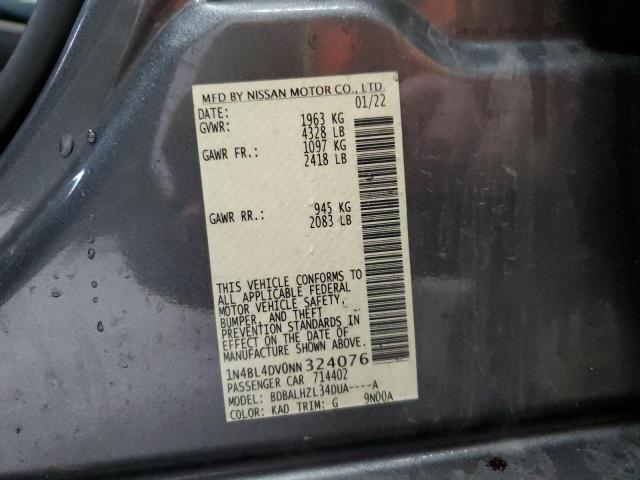 MFD BY NISSAN MOTOR CO., LTD.
DATE: 01/22
GVWR: 1963 KG
4328 LB
GAWR FR.: 1097 KG
2418 LB
GAWR RR.: 945 KG
2083 LB
THIS VEHICLE CONFORMS TO
ALL APPLICABLE FEDERAL
MOTOR VEHICLE SAFETY,
BUMPER, AND THEFT
PREVENTION STANDARDS IN
EFFECT ON THE DATE OF
MANUFACTURE SHOWN ABOVE.
1N4BL4DV0NN324076
PASSENGER CAR 714402
MODEL: BDBALHZL34DUA----A
COLOR: KAD TRIM: G 9N00A